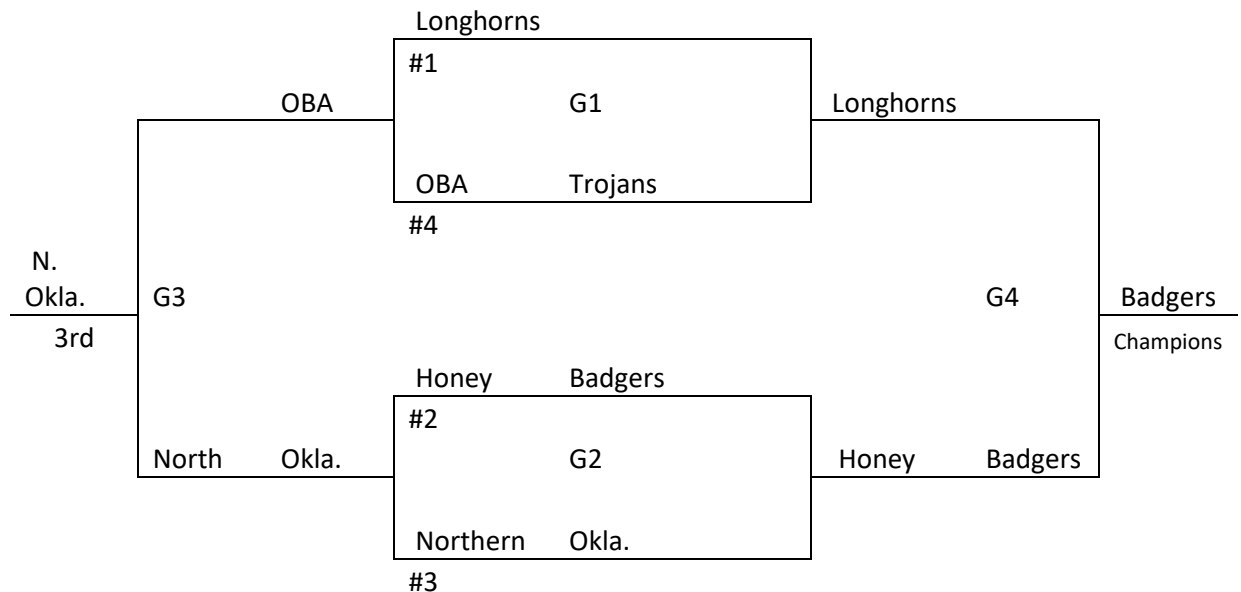 Longhorns
#1
OBA G1 Longhorns
OBA Trojans
#4
N.
Okla. G3 G4 Badgers
3rd Champions
Honey Badgers
#2
North Okla. G2 Honey Badgers
Northern Okla.
#3